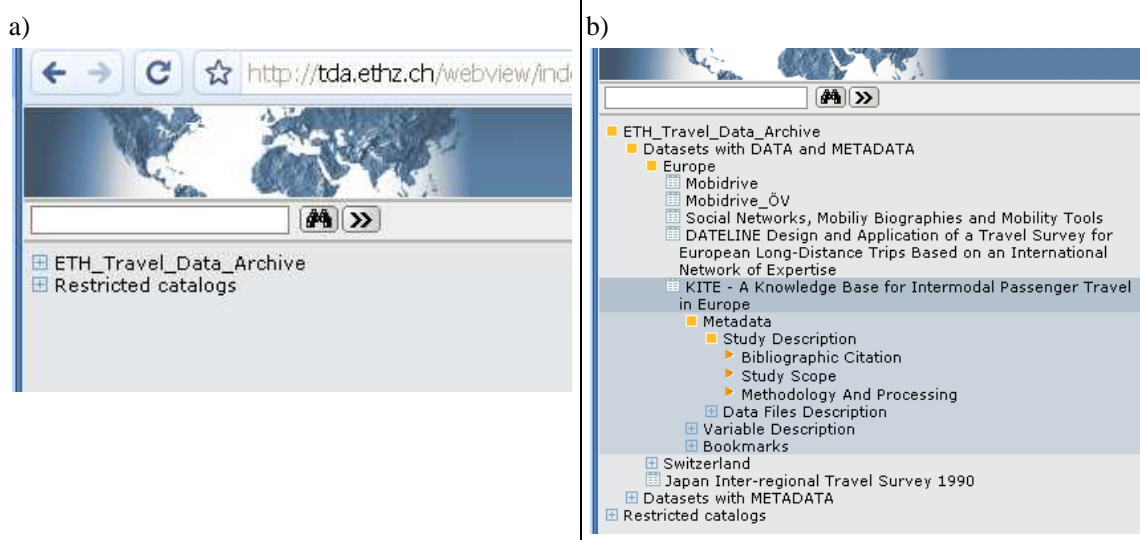 a)
http://tda.ethz.ch/webview/ind
ETH_Travel_Data_Archive
Restricted catalogs
b)
ETH_Travel_Data_Archive
Datasets with DATA and METADATA
Europe
Mobidrive
Mobidrive_ÖV
Social Networks, Mobiliy Biographies and Mobility Tools
DATELINE Design and Application of a Travel Survey for
European Long-Distance Trips Based on an International
Network of Expertise
KITE - A Knowledge Base for Intermodal Passenger Travel
in Europe
Metadata
Study Description
Bibliographic Citation
Study Scope
Methodology And Processing
Data Files Description
Variable Description
Bookmarks
Switzerland
Japan Inter-regional Travel Survey 1990
Datasets with METADATA
Restricted catalogs